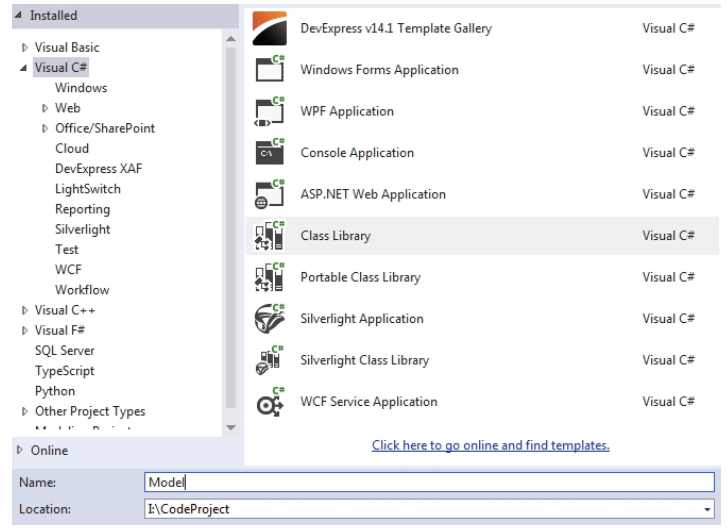 Installed
Visual Basic
Visual C#
Windows
Web
Office/SharePoint
Cloud
DevExpress XAF
LightSwitch
Reporting
Silverlight
Test
WCF
Workflow
Visual C++
Visual F#
SQL Server
TypeScript
Python
Other Project Types
Online
DevExpress v14.1 Template Gallery Visual C#
C# Windows Forms Application Visual C#
C# WPF Application Visual C#
C# C:\ Console Application Visual C#
C# ASP.NET Web Application Visual C#
C# Class Library Visual C#
C# Portable Class Library Visual C#
C# Silverlight Application Visual C#
C# Silverlight Class Library Visual C#
C# WCF Service Application Visual C#
Click here to go online and find templates.
Name: Model
Location: I:\CodeProject